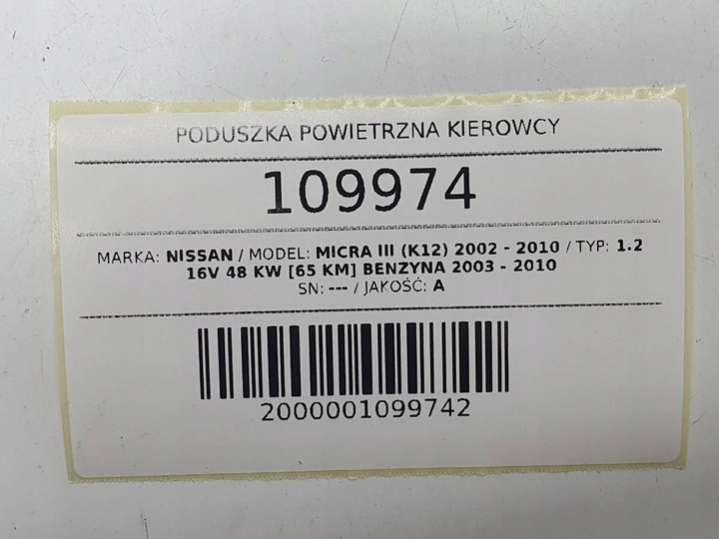 PODUSZKA POWIETRZNA KIEROWCY
109974
MARKA: NISSAN / MODEL: MICRA III (K12) 2002 - 2010 / TYP: 1.2
16V 48 KW [65 KM] BENZYNA 2003 - 2010
SN: --- / JAKOŚĆ: A
2000001099742